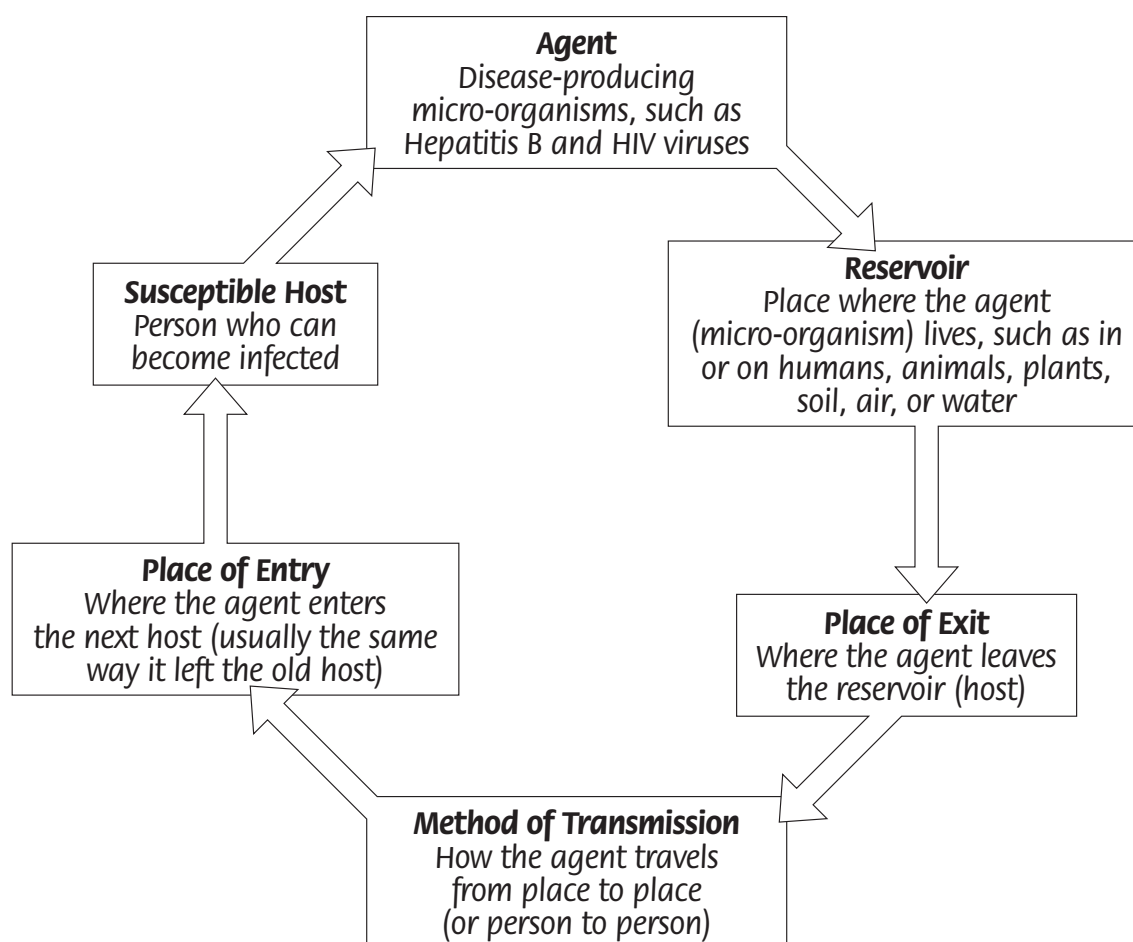 Agent
Disease-producing
micro-organisms, such as
Hepatitis B and HIV viruses
Reservoir
Place where the agent
(micro-organism) lives, such as in
or on humans, animals, plants,
soil, air, or water
Place of Exit
Where the agent leaves
the reservoir (host)
Method of Transmission
How the agent travels
from place to place
(or person to person)
Place of Entry
Where the agent enters
the next host (usually the same
way it left the old host)
Susceptible Host
Person who can
become infected